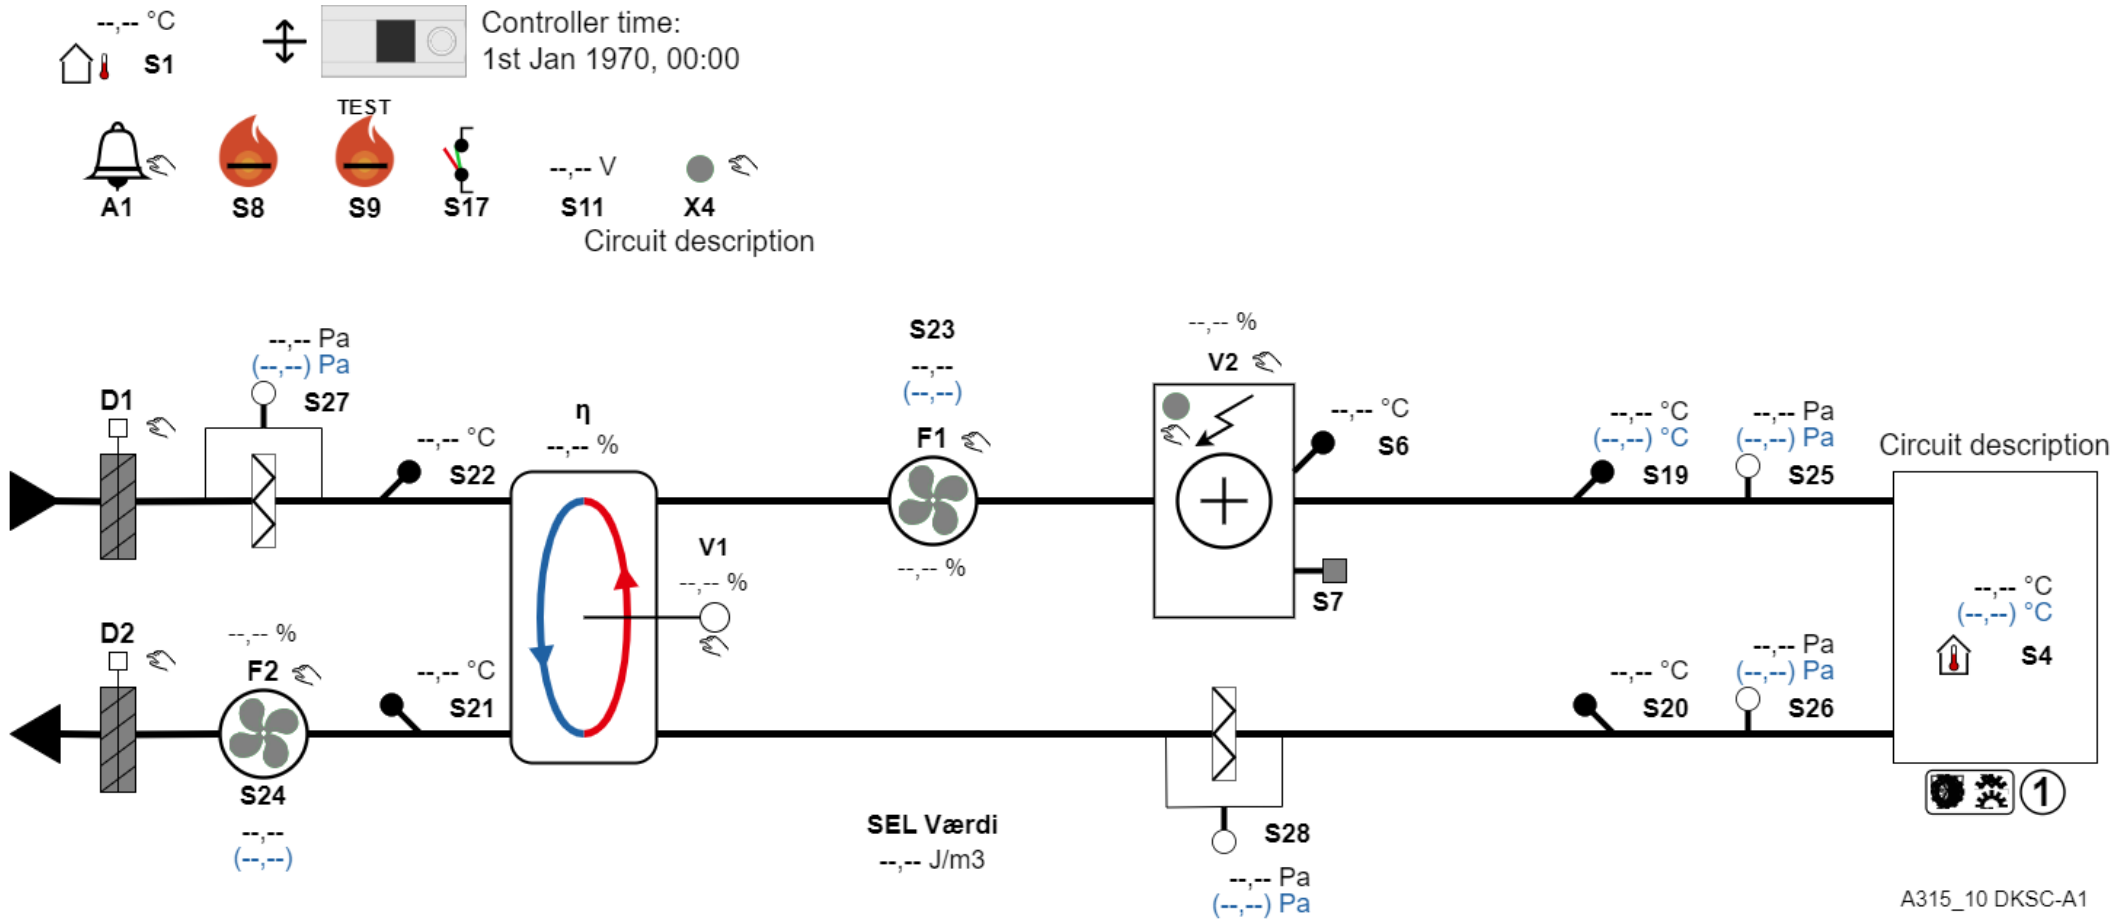 --,-- °C
S1
Controller time:
1st Jan 1970, 00:00
TEST
A1
S8
S9
S17
--,-- V
S11
X4
Circuit description
--,-- Pa
(--,--) Pa
S27
D1
--,-- °C
S22
η
--,-- %
S23
--,--
(--,--)
F1
--,-- %
--,-- %
V2
--,-- °C
S6
S7
--,-- °C
(--,--) °C
S19
--,-- Pa
(--,--) Pa
S25
Circuit description
V1
--,-- %
--,-- °C
(--,--) °C
S4
D2
--,-- %
F2
S24
--,--
(--,--)
--,-- °C
S21
--,-- °C
S20
--,-- Pa
(--,--) Pa
S26
1
SEL Værdi
--,-- J/m3
S28
--,-- Pa
(--,--) Pa
A315_10 DKSC-A1